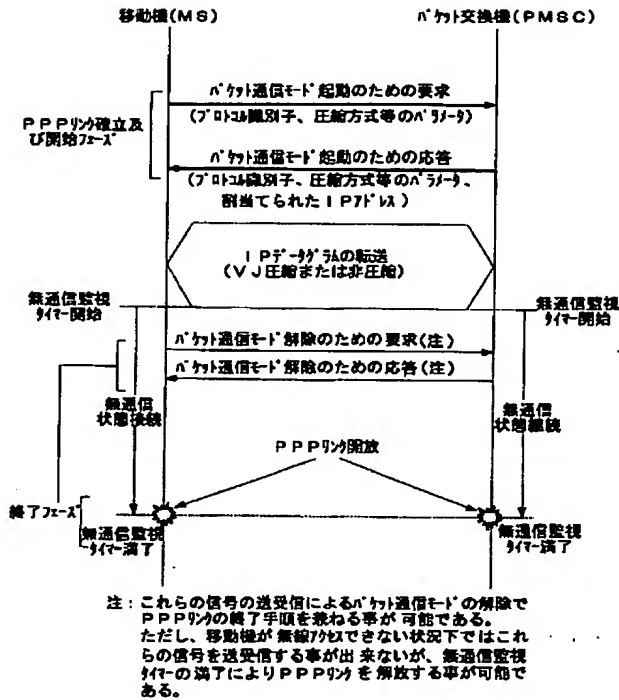 移動機(MS)
パケット交換機(PMSC)
パケット通信モード起動のための要求
(プロトコル識別子、圧縮方式等のパラメータ)
PPPリンク確立及
び開始フェーズ
パケット通信モード起動のための応答
(プロトコル識別子、圧縮方式等のパラメータ、
割当てられたIPアドレス)
IPデータグラムの転送
(VJ圧縮または非圧縮)
無通信監視
タイマー開始
無通信監視
タイマー開始
パケット通信モード解除のための要求(注)
パケット通信モード解除のための応答(注)
無通信
状態後続
無通信
状態継続
PPPリンク開放
終了フェーズ
無通信監視
タイマー満了
無通信監視
タイマー満了
注:これらの信号の送受信によるパケット通信モードの解除で
PPPリンクの終了手順を兼ねる事が可能である。
ただし、移動機が無線アクセスできない状況下ではこれ
らの信号を送受信する事が出来ないが、無通信監視
タイマーの満了によりPPPリンクを解放する事が可能で
ある。